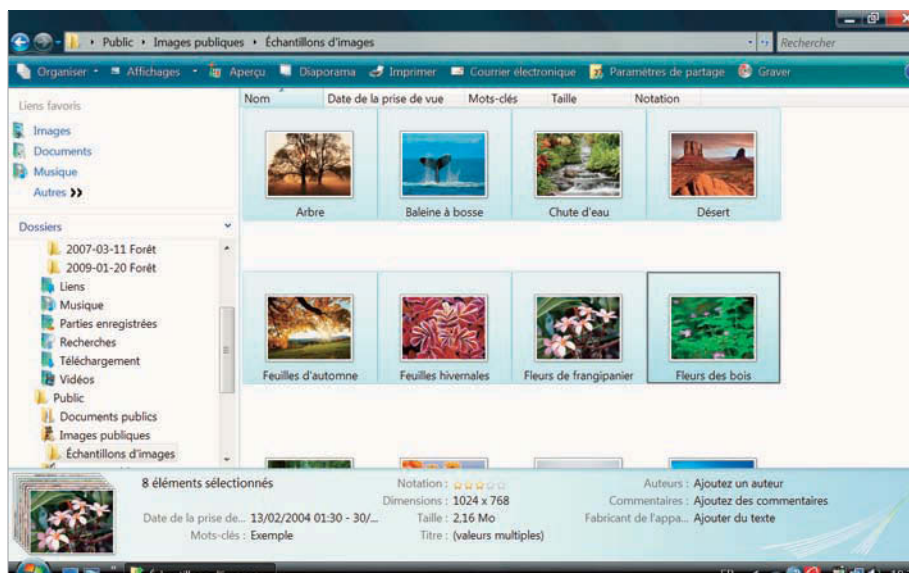 Public ▸ Images publiques ▸ Échantillons d'images
Rechercher
Organiser Affichages Aperçu Diaporama Imprimer Courrier électronique Paramètres de partage Graver
Liens favoris
Images
Documents
Musique
Autres
Dossiers
2007-03-11 Forêt
2009-01-20 Forêt
Liens
Musique
Parties enregistrées
Recherches
Téléchargement
Vidéos
Public
Documents publics
Images publiques
Échantillons d'images
Nom Date de la prise de vue Mots-clés Taille Notation
Arbre Baleine à bosse Chute d'eau Désert
Feuilles d'automne Feuilles hivernales Fleurs de frangipanier Fleurs des bois
8 éléments sélectionnés
Date de la prise de... 13/02/2004 01:30 - 30/...
Mots-clés : Exemple
Notation :
Dimensions : 1024 x 768
Taille : 2,16 Mo
Titre : (valeurs multiples)
Auteurs : Ajoutez un auteur
Commentaires : Ajoutez des commentaires
Fabricant de l'appa... Ajouter du texte